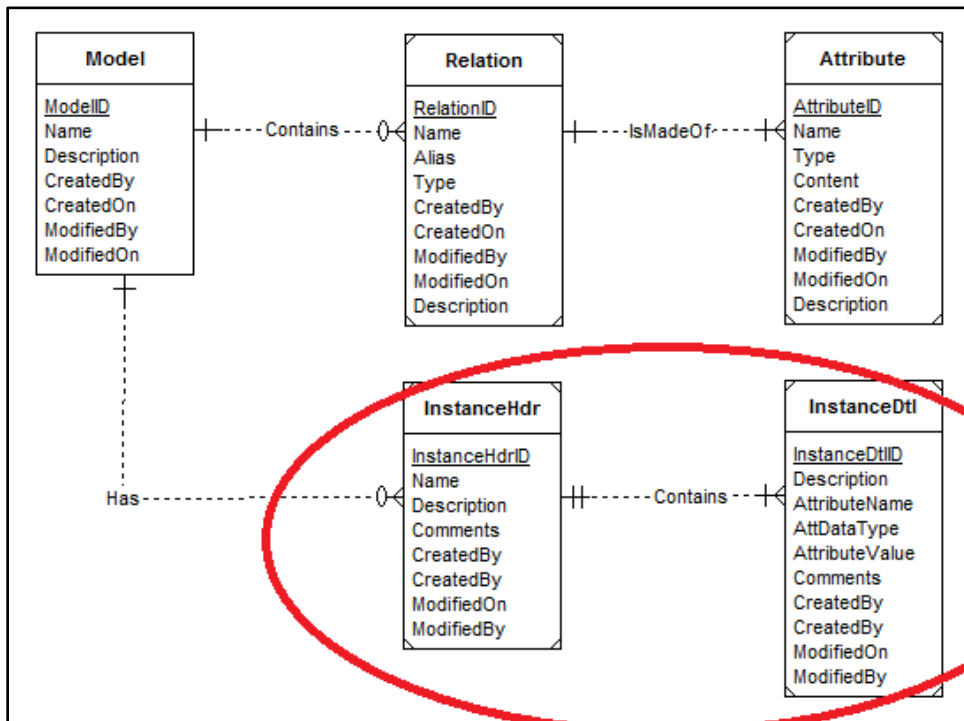 Model
ModelID
Name
Description
CreatedBy
CreatedOn
ModifiedBy
ModifiedOn
Contains
Relation
RelationID
Name
Alias
Type
CreatedBy
CreatedOn
ModifiedBy
ModifiedOn
Description
IsMadeOf
Attribute
AttributeID
Name
Type
Content
CreatedBy
CreatedOn
ModifiedBy
ModifiedOn
Description
Has
InstanceHdr
InstanceHdrID
Name
Description
Comments
CreatedBy
CreatedBy
ModifiedOn
ModifiedBy
Contains
InstanceDtl
InstanceDtlID
Description
AttributeName
AttDataType
AttributeValue
Comments
CreatedBy
CreatedBy
ModifiedOn
ModifiedBy